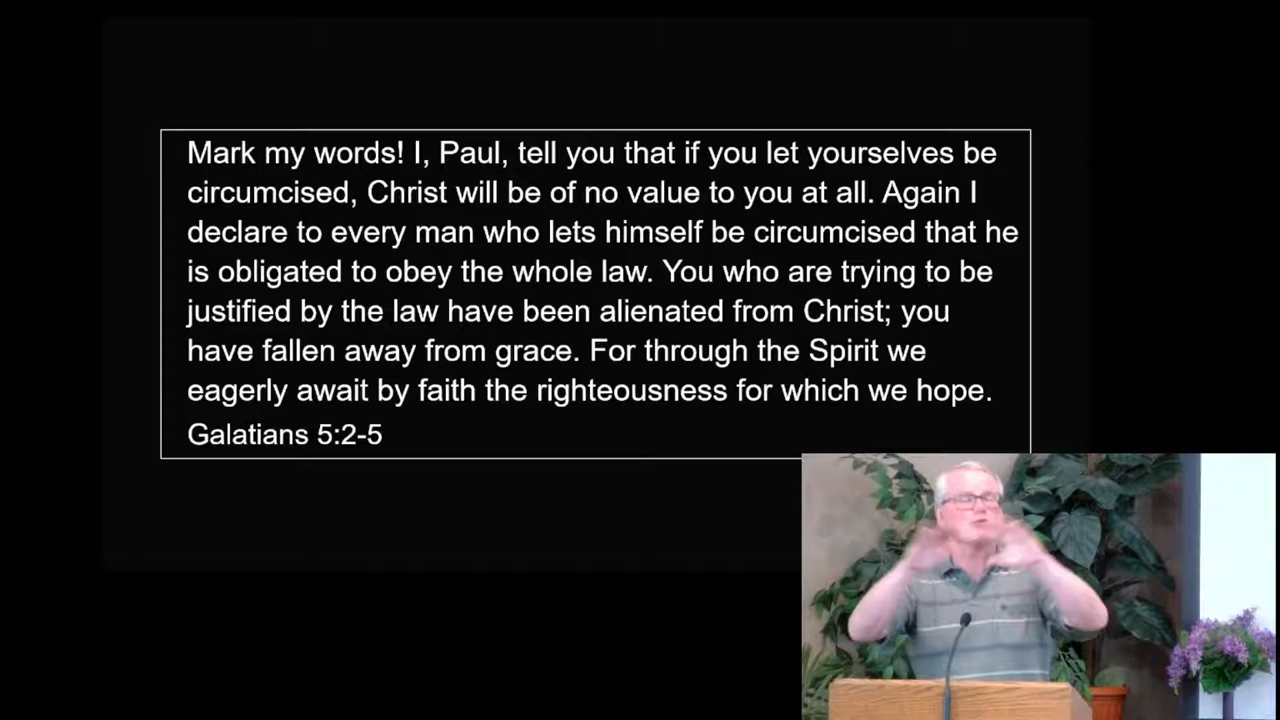 Mark my words! I, Paul, tell you that if you let yourselves be
circumcised, Christ will be of no value to you at all. Again I
declare to every man who lets himself be circumcised that he
is obligated to obey the whole law. You who are trying to be
justified by the law have been alienated from Christ; you
have fallen away from grace. For through the Spirit we
eagerly await by faith the righteousness for which we hope.
Galatians 5:2-5